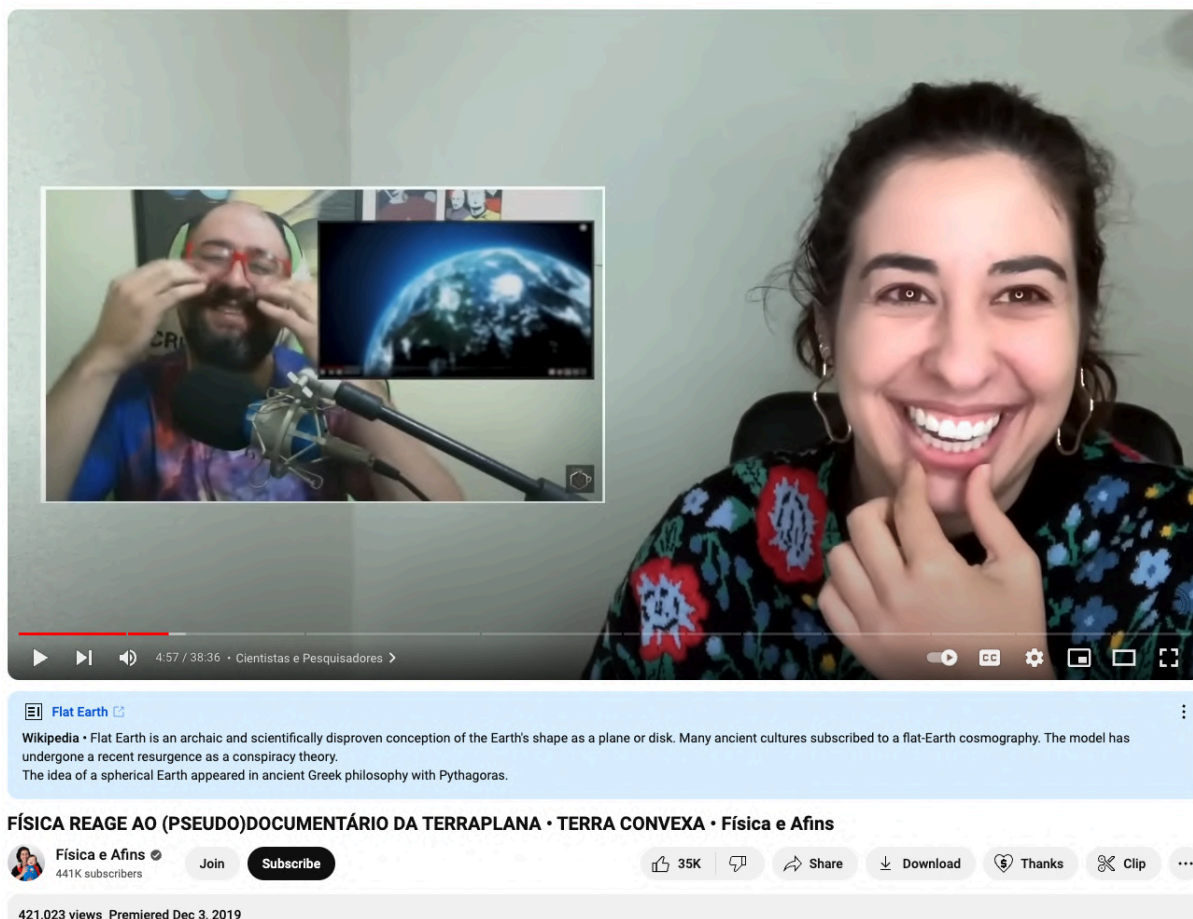 CR
4:57 / 38:36 • Cientistas e Pesquisadores
CC
Flat Earth
Wikipedia • Flat Earth is an archaic and scientifically disproven conception of the Earth's shape as a plane or disk. Many ancient cultures subscribed to a flat-Earth cosmography. The model has
undergone a recent resurgence as a conspiracy theory.
The idea of a spherical Earth appeared in ancient Greek philosophy with Pythagoras.
FÍSICA REAGE AO (PSEUDO)DOCUMENTÁRIO DA TERRAPLANA • TERRA CONVEXA • Física e Afins
Física e Afins
441K subscribers
Join
Subscribe
35K
Share
Download
Thanks
Clip
421,023 views Premiered Dec 3, 2019